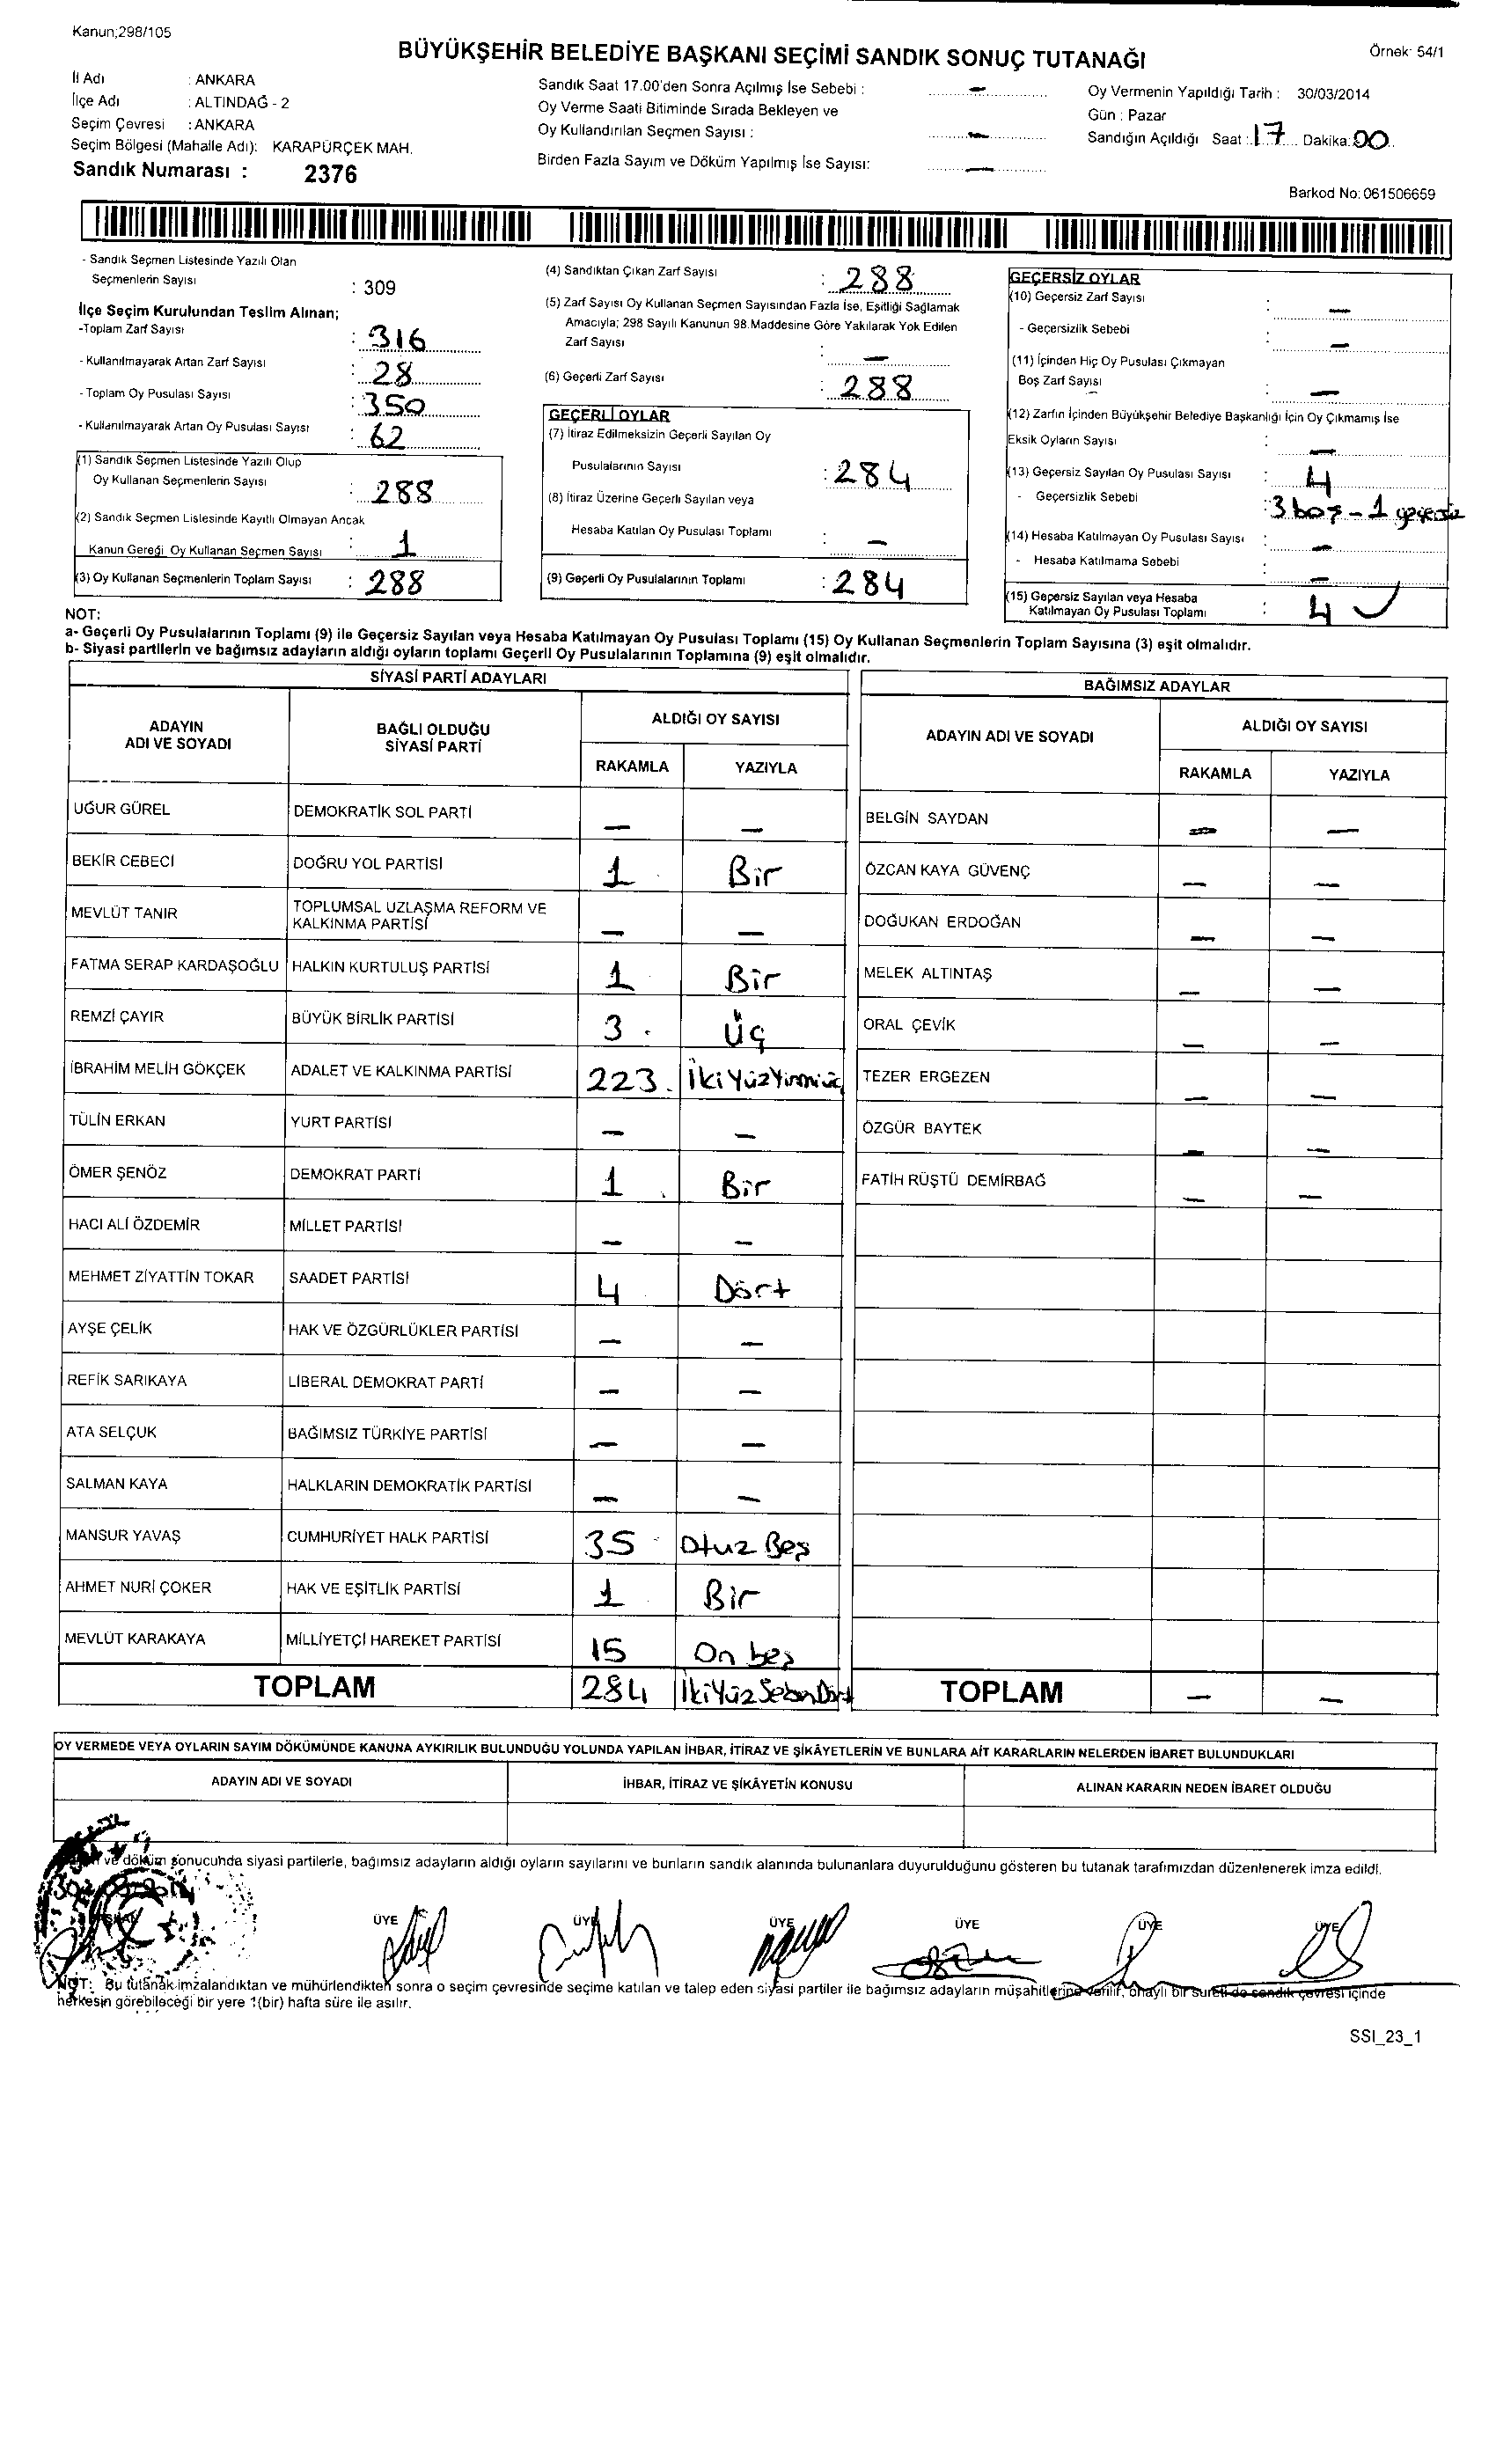 Kanun;298/105
BÜYÜKŞEHİR BELEDİYE BAŞKANI SEÇİMİ SANDIK SONUÇ TUTANAĞI
Örnek: 54/1
İl Adı : ANKARA
İlçe Adı : ALTINDAĞ - 2
Seçim Çevresi : ANKARA
Seçim Bölgesi (Mahalle Adı): KARAPÜRÇEK MAH.
Sandık Numarası : 2376
Sandık Saat 17.00'den Sonra Açılmış İse Sebebi : –
Oy Verme Saati Bitiminde Sırada Bekleyen ve
Oy Kullandırılan Seçmen Sayısı : –
Birden Fazla Sayım ve Döküm Yapılmış İse Sayısı: –
Oy Vermenin Yapıldığı Tarih : 30/03/2014
Gün : Pazar
Sandığın Açıldığı Saat : 17 Dakika: 00
Barkod No: 061506659
- Sandık Seçmen Listesinde Yazılı Olan
Seçmenlerin Sayısı : 309
İlçe Seçim Kurulundan Teslim Alınan;
-Toplam Zarf Sayısı : 316
- Kullanılmayarak Artan Zarf Sayısı : 28
- Toplam Oy Pusulası Sayısı : 350
- Kullanılmayarak Artan Oy Pusulası Sayısı : 62
(1) Sandık Seçmen Listesinde Yazılı Olup
Oy Kullanan Seçmenlerin Sayısı : 288
(2) Sandık Seçmen Listesinde Kayıtlı Olmayan Ancak
Kanun Gereği Oy Kullanan Seçmen Sayısı : 1
(3) Oy Kullanan Seçmenlerin Toplam Sayısı : 288
(4) Sandıktan Çıkan Zarf Sayısı : 288
(5) Zarf Sayısı Oy Kullanan Seçmen Sayısından Fazla İse, Eşitliği Sağlamak
Amacıyla; 298 Sayılı Kanunun 98.Maddesine Göre Yakılarak Yok Edilen
Zarf Sayısı : –
(6) Geçerli Zarf Sayısı : 288
GEÇERLİ OYLAR
(7) İtiraz Edilmeksizin Geçerli Sayılan Oy
Pusulalarının Sayısı : 284
(8) İtiraz Üzerine Geçerli Sayılan veya
Hesaba Katılan Oy Pusulası Toplamı : –
(9) Geçerli Oy Pusulalarının Toplamı : 284
GEÇERSİZ OYLAR
(10) Geçersiz Zarf Sayısı : –
- Geçersizlik Sebebi : –
(11) İçinden Hiç Oy Pusulası Çıkmayan
Boş Zarf Sayısı : –
(12) Zarfın İçinden Büyükşehir Belediye Başkanlığı İçin Oy Çıkmamış İse
Eksik Oyların Sayısı : –
(13) Geçersiz Sayılan Oy Pusulası Sayısı : 4
- Geçersizlik Sebebi : 3 boş - 1 geçersiz
(14) Hesaba Katılmayan Oy Pusulası Sayısı : –
- Hesaba Katılmama Sebebi : –
(15) Geçersiz Sayılan veya Hesaba
Katılmayan Oy Pusulası Toplamı : 4
NOT:
a- Geçerli Oy Pusulalarının Toplamı (9) ile Geçersiz Sayılan veya Hesaba Katılmayan Oy Pusulası Toplamı (15) Oy Kullanan Seçmenlerin Toplam Sayısına (3) eşit olmalıdır.
b- Siyasi partilerin ve bağımsız adayların aldığı oyların toplamı Geçerli Oy Pusulalarının Toplamına (9) eşit olmalıdır.
SİYASİ PARTİ ADAYLARI
ADAYIN ADI VE SOYADI
BAĞLI OLDUĞU SİYASİ PARTİ
ALDIĞI OY SAYISI
RAKAMLA YAZIYLA
UĞUR GÜREL DEMOKRATİK SOL PARTİ – –
BEKİR CEBECİ DOĞRU YOL PARTİSİ 1 Bir
MEVLÜT TANIR TOPLUMSAL UZLAŞMA REFORM VE KALKINMA PARTİSİ – –
FATMA SERAP KARDAŞOĞLU HALKIN KURTULUŞ PARTİSİ 1 Bir
REMZİ ÇAYIR BÜYÜK BİRLİK PARTİSİ 3 Üç
İBRAHİM MELİH GÖKÇEK ADALET VE KALKINMA PARTİSİ 223 İkiYüzYirmiüç
TÜLİN ERKAN YURT PARTİSİ – –
ÖMER ŞENÖZ DEMOKRAT PARTİ 1 Bir
HACI ALİ ÖZDEMİR MİLLET PARTİSİ – –
MEHMET ZİYATTİN TOKAR SAADET PARTİSİ 4 Dört
AYŞE ÇELİK HAK VE ÖZGÜRLÜKLER PARTİSİ – –
REFİK SARIKAYA LİBERAL DEMOKRAT PARTİ – –
ATA SELÇUK BAĞIMSIZ TÜRKİYE PARTİSİ – –
SALMAN KAYA HALKLARIN DEMOKRATİK PARTİSİ – –
MANSUR YAVAŞ CUMHURİYET HALK PARTİSİ 35 Otuz Beş
AHMET NURİ ÇOKER HAK VE EŞİTLİK PARTİSİ 1 Bir
MEVLÜT KARAKAYA MİLLİYETÇİ HAREKET PARTİSİ 15 On beş
TOPLAM 284 İkiYüzSeksenDört
BAĞIMSIZ ADAYLAR
ADAYIN ADI VE SOYADI
ALDIĞI OY SAYISI
RAKAMLA YAZIYLA
BELGİN SAYDAN – –
ÖZCAN KAYA GÜVENÇ – –
DOĞUKAN ERDOĞAN – –
MELEK ALTINTAŞ – –
ORAL ÇEVİK – –
TEZER ERGEZEN – –
ÖZGÜR BAYTEK – –
FATİH RÜŞTÜ DEMİRBAĞ – –
TOPLAM – –
OY VERMEDE VEYA OYLARIN SAYIM DÖKÜMÜNDE KANUNA AYKIRILIK BULUNDUĞU YOLUNDA YAPILAN İHBAR, İTİRAZ VE ŞİKÂYETLERİN VE BUNLARA AİT KARARLARIN NELERDEN İBARET BULUNDUKLARI
ADAYIN ADI VE SOYADI İHBAR, İTİRAZ VE ŞİKÂYETİN KONUSU ALINAN KARARIN NEDEN İBARET OLDUĞU
ve döküm sonucunda siyasi partilerle, bağımsız adayların aldığı oyların sayılarını ve bunların sandık alanında bulunanlara duyurulduğunu gösteren bu tutanak tarafımızdan düzenlenerek imza edildi.
ÜYE ÜYE ÜYE ÜYE ÜYE ÜYE
NOT: Bu tutanak imzalandıktan ve mühürlendikten sonra o seçim çevresinde seçime katılan ve talep eden siyasi partiler ile bağımsız adayların müşahitlerine verilir, onaylı bir sureti de sandık çevresi içinde
herkesin görebileceği bir yere 1(bir) hafta süre ile asılır.
SSI_23_1